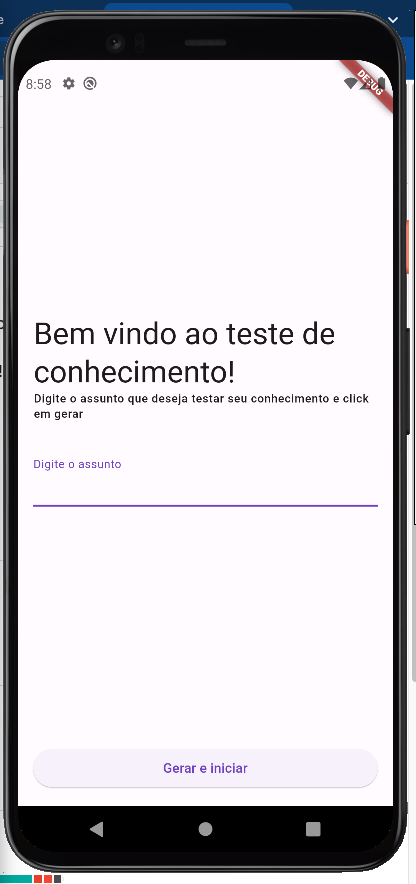 8:58
DEBUG
Bem vindo ao teste de
conhecimento!
Digite o assunto que deseja testar seu conhecimento e click
em gerar
Digite o assunto
Gerar e iniciar